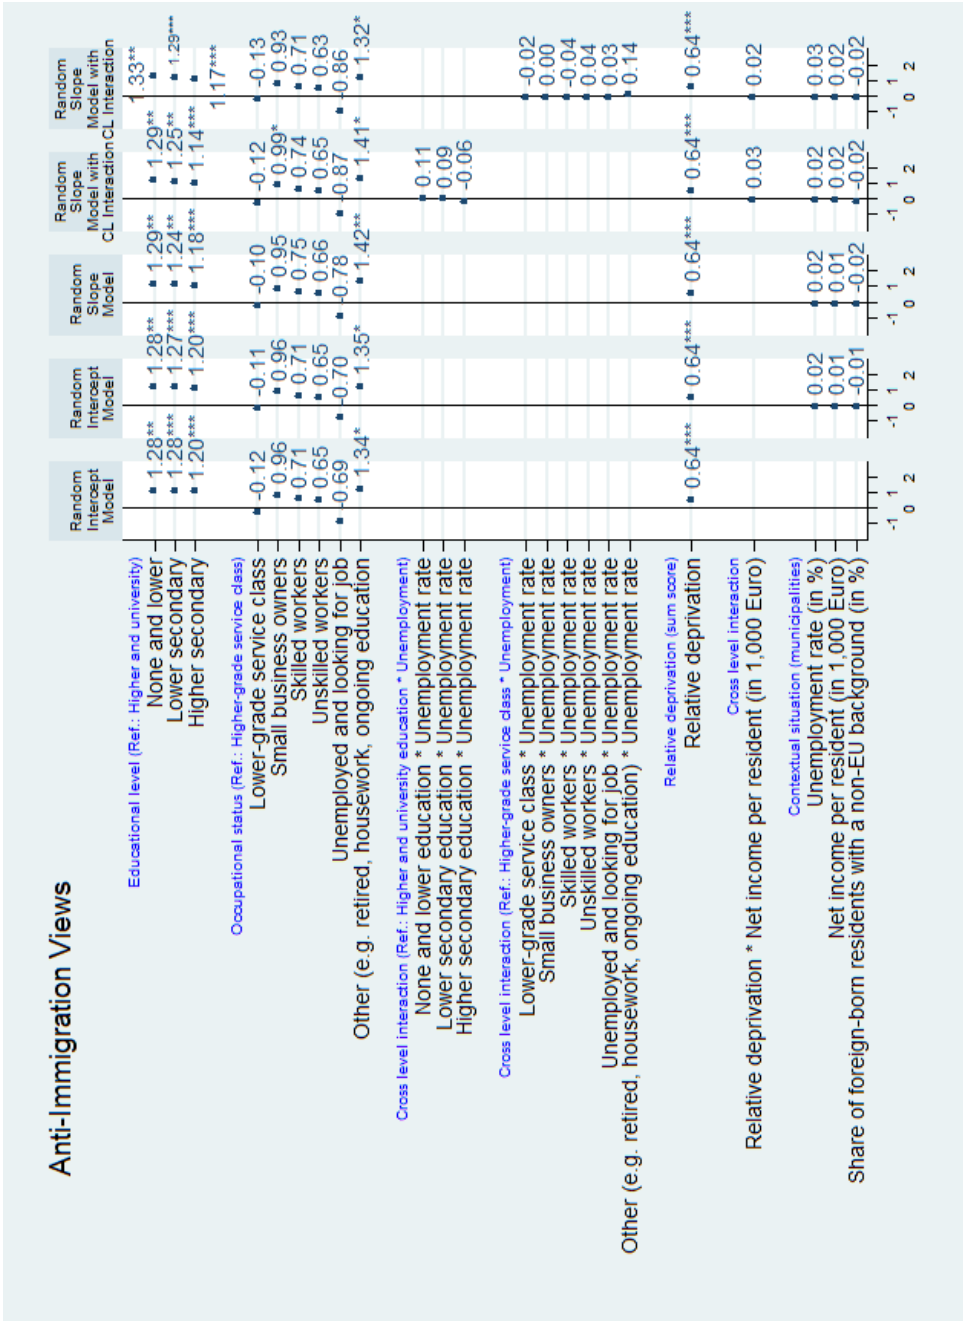 Anti-Immigration Views
Random Intercept Model
Random Intercept Model
Random Slope Model
Random Slope Model with CL Interaction
Random Slope Model with CL Interaction
Educational level (Ref.: Higher and university)
None and lower 1.28** 1.28** 1.29** 1.29** 1.33**
Lower secondary 1.28*** 1.27*** 1.24** 1.25** 1.29***
Higher secondary 1.20*** 1.20*** 1.18*** 1.14*** 1.17***
Occupational status (Ref.: Higher-grade service class)
Lower-grade service class -0.12 -0.11 -0.10 -0.12 -0.13
Small business owners 0.96 0.96 0.95 0.99* 0.93
Skilled workers 0.71 0.71 0.75 0.74 0.71
Unskilled workers 0.65 0.65 0.66 0.65 0.63
Unemployed and looking for job -0.69 -0.70 -0.78 -0.87 -0.86
Other (e.g. retired, housework, ongoing education 1.34* 1.35* 1.42** 1.41* 1.32*
Cross level interaction (Ref.: Higher and university education * Unemployment)
None and lower education * Unemployment rate 0.11
Lower secondary education * Unemployment rate 0.09
Higher secondary education * Unemployment rate -0.06
Cross level interaction (Ref.: Higher-grade service class * Unemployment)
Lower-grade service class * Unemployment rate -0.02
Small business owners * Unemployment rate 0.00
Skilled workers * Unemployment rate -0.04
Unskilled workers * Unemployment rate 0.04
Unemployed and looking for job * Unemployment rate 0.03
Other (e.g. retired, housework, ongoing education) * Unemployment rate 0.14
Relative deprivation (sum score)
Relative deprivation 0.64*** 0.64*** 0.64*** 0.64*** 0.64***
Cross level interaction
Relative deprivation * Net income per resident (in 1,000 Euro) 0.03 0.02
Contextual situation (municipalities)
Unemployment rate (in %) 0.02 0.02 0.02 0.03
Net income per resident (in 1,000 Euro) 0.01 0.01 0.02 0.02
Share of foreign-born residents with a non-EU background (in %) -0.01 -0.02 -0.02 -0.02
-1 0 1 2 -1 0 1 2 -1 0 1 2 -1 0 1 2 -1 0 1 2